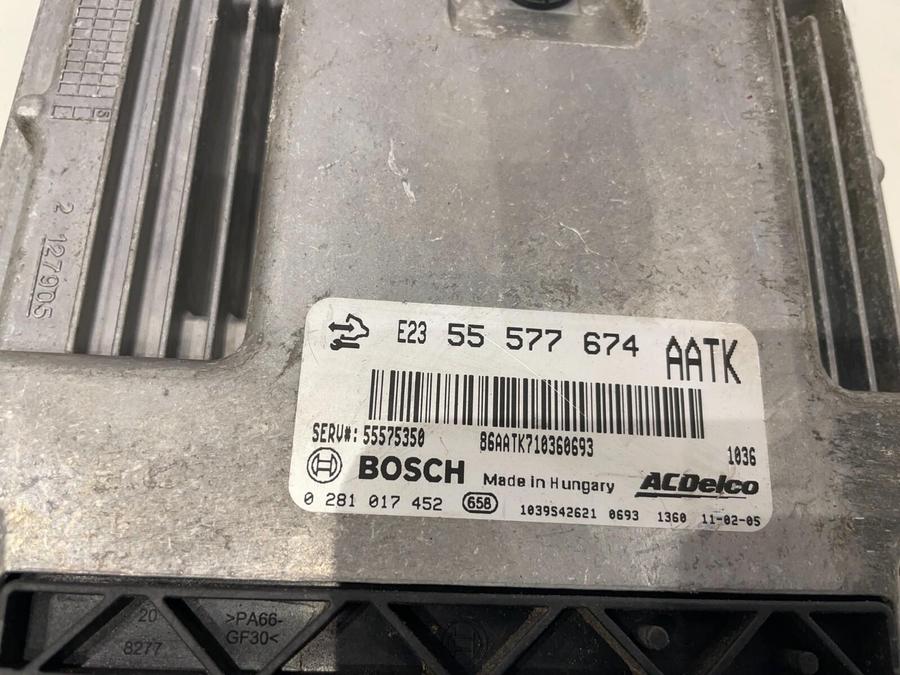 2 1279DS
E23 55 577 674 AATK
SERV#: 55575350 86AATK710360693 1036
BOSCH Made in Hungary ACDelco
0 281 017 452 658 1039S42621 0693 1360 11-02-05
20 >PA66-
8277 GF30<